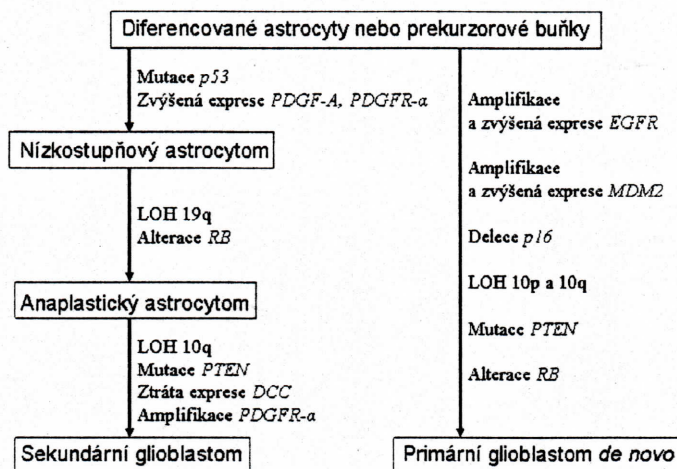 Diferencované astrocyty nebo prekurzorové buňky
Mutace p53
Zvýšená exprese PDGF-A, PDGFR-α
Nízkostupňový astrocytom
LOH 19q
Alterace RB
Anaplastický astrocytom
LOH 10q
Mutace PTEN
Ztráta exprese DCC
Amplifikace PDGFR-α
Sekundární glioblastom
Amplifikace
a zvýšená exprese EGFR
Amplifikace
a zvýšená exprese MDM2
Delece p16
LOH 10p a 10q
Mutace PTEN
Alterace RB
Primární glioblastom de novo